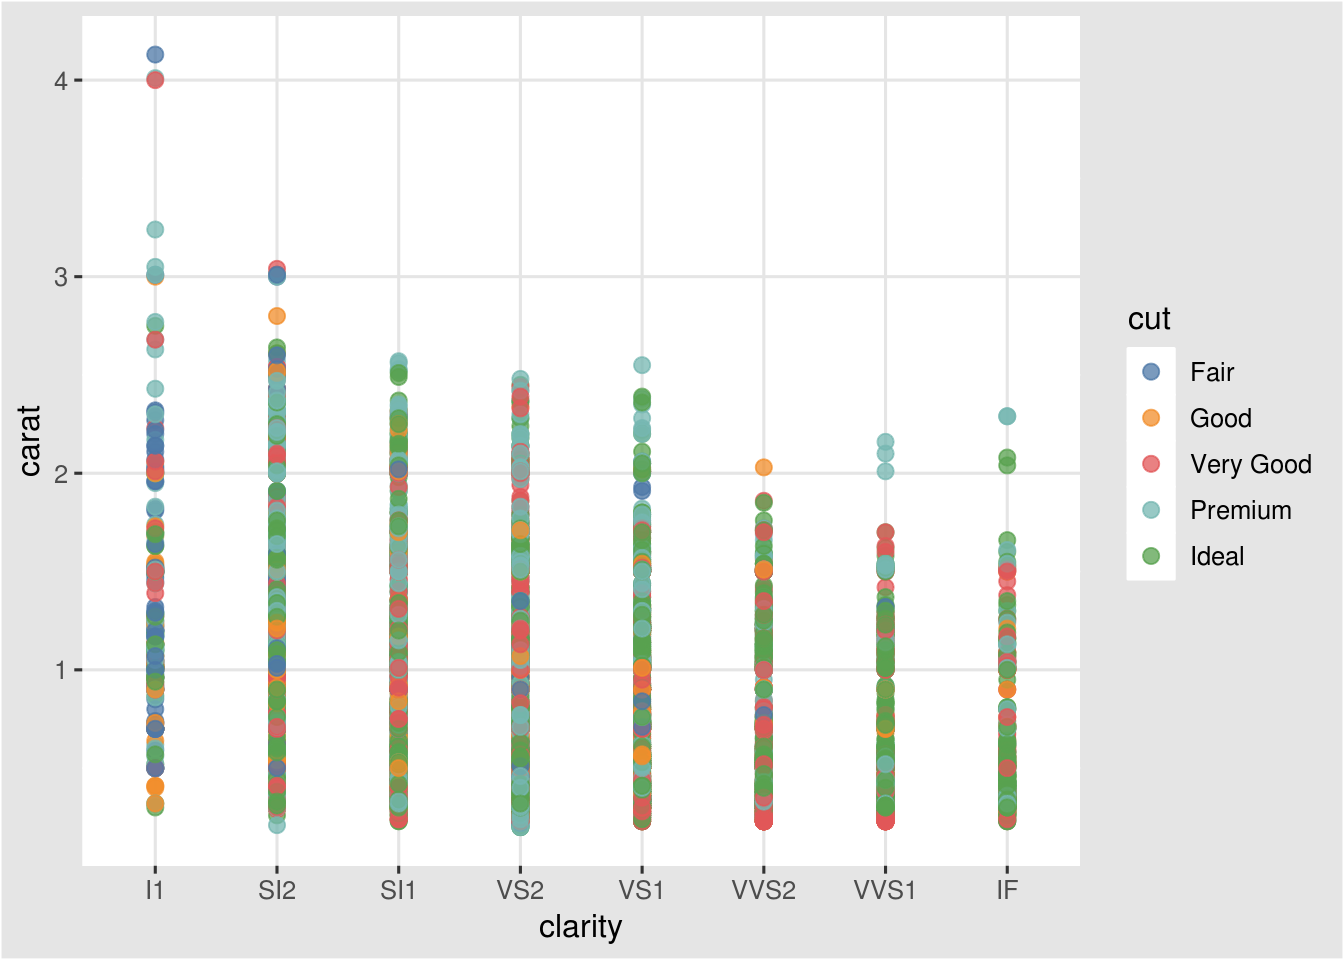 4
3
2
1
carat
I1 SI2 SI1 VS2 VS1 VVS2 VVS1 IF
clarity
cut
Fair
Good
Very Good
Premium
Ideal